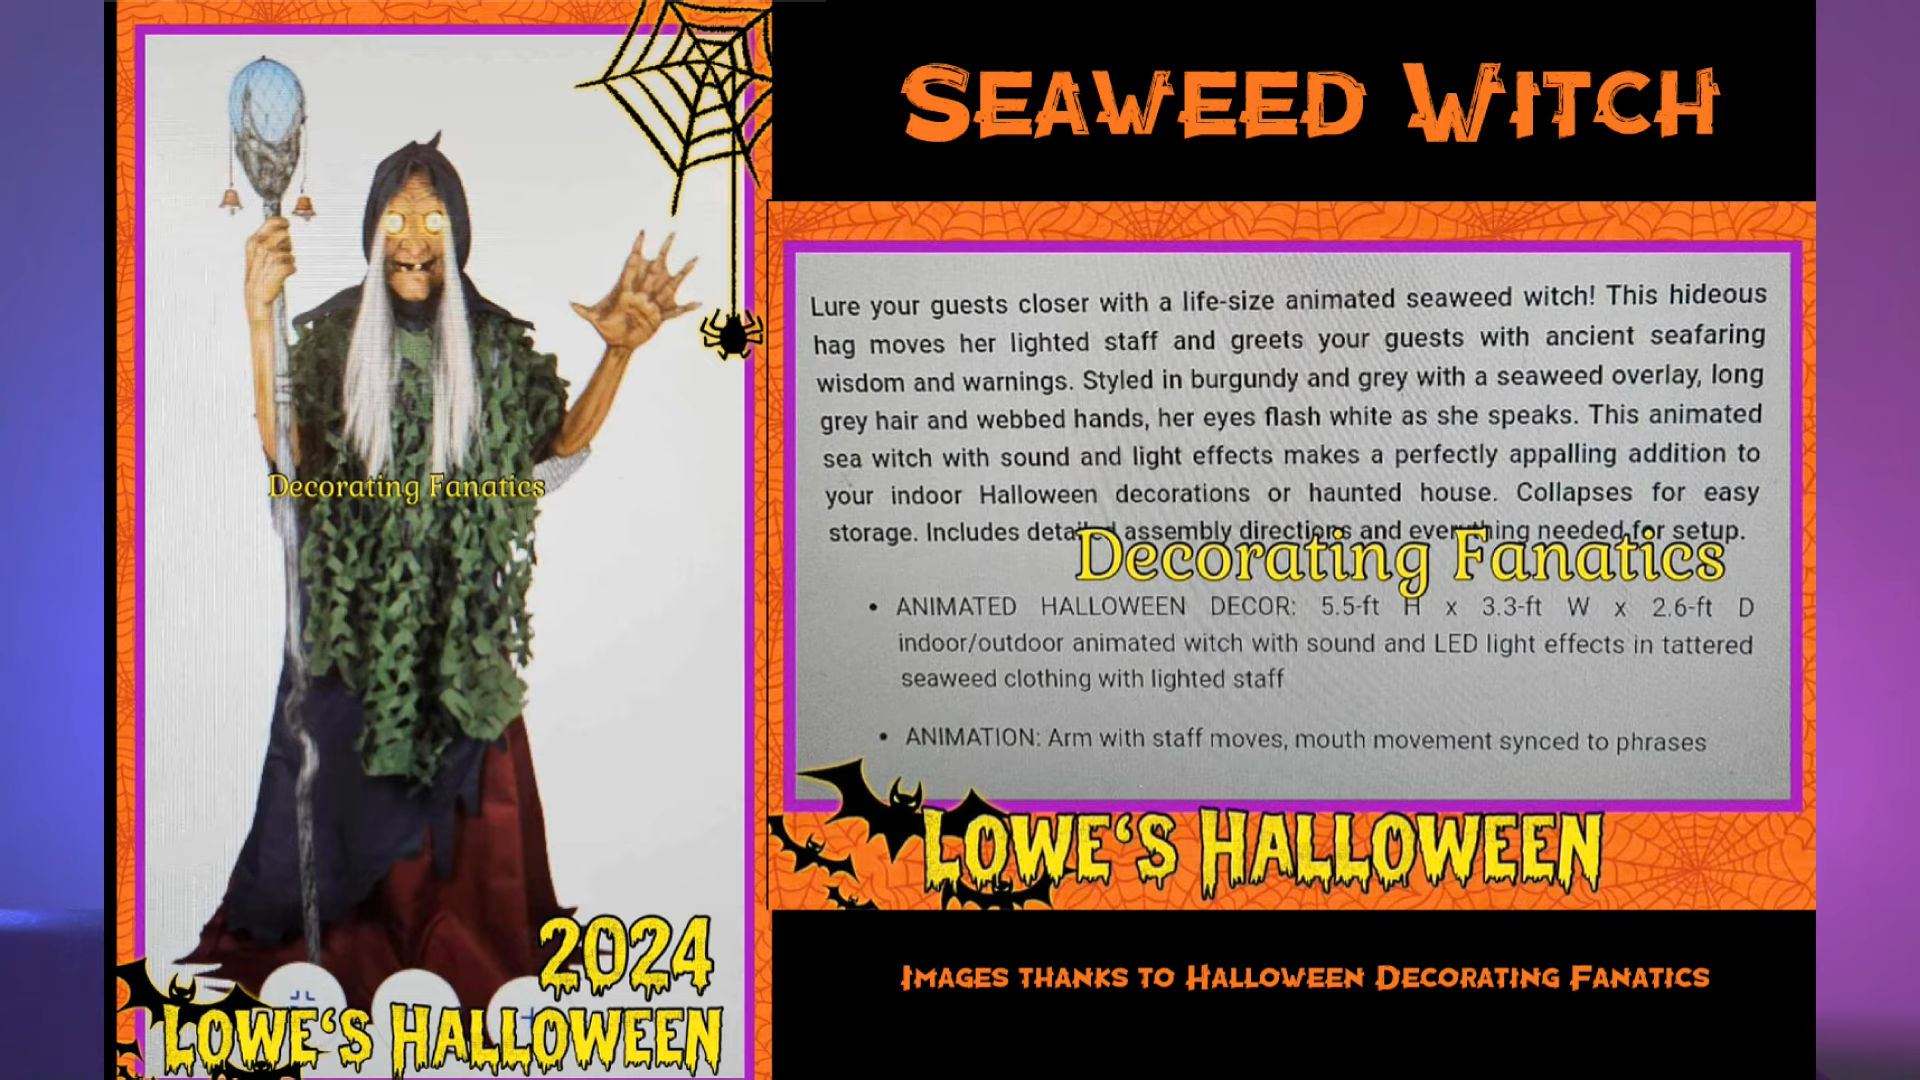 SEAWEED WITCH
Decorating Fanatics
2024
LOWE'S HALLOWEEN
Lure your guests closer with a life-size animated seaweed witch! This hideous
hag moves her lighted staff and greets your guests with ancient seafaring
wisdom and warnings. Styled in burgundy and grey with a seaweed overlay, long
grey hair and webbed hands, her eyes flash white as she speaks. This animated
sea witch with sound and light effects makes a perfectly appalling addition to
your indoor Halloween decorations or haunted house. Collapses for easy
storage. Includes detailed assembly directions and everything needed for setup.
Decorating Fanatics
• ANIMATED HALLOWEEN DECOR: 5.5-ft H x 3.3-ft W x 2.6-ft D
indoor/outdoor animated witch with sound and LED light effects in tattered
seaweed clothing with lighted staff
• ANIMATION: Arm with staff moves, mouth movement synced to phrases
LOWE'S HALLOWEEN
IMAGES THANKS TO HALLOWEEN DECORATING FANATICS